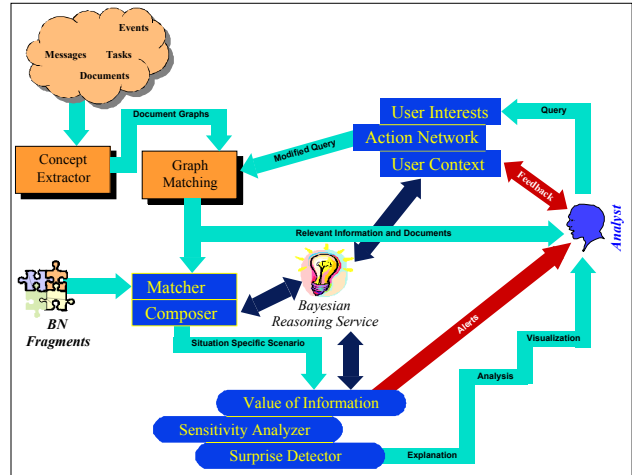 Events
Messages Tasks
Documents
Document Graphs
Concept
Extractor
Graph
Matching
Modified Query
User Interests
Action Network
User Context
Query
Feedback
Analyst
Relevant Information and Documents
BN
Fragments
Matcher
Composer
Bayesian
Reasoning Service
Situation Specific Scenario
Alerts
Visualization
Analysis
Value of Information
Sensitivity Analyzer
Surprise Detector
Explanation